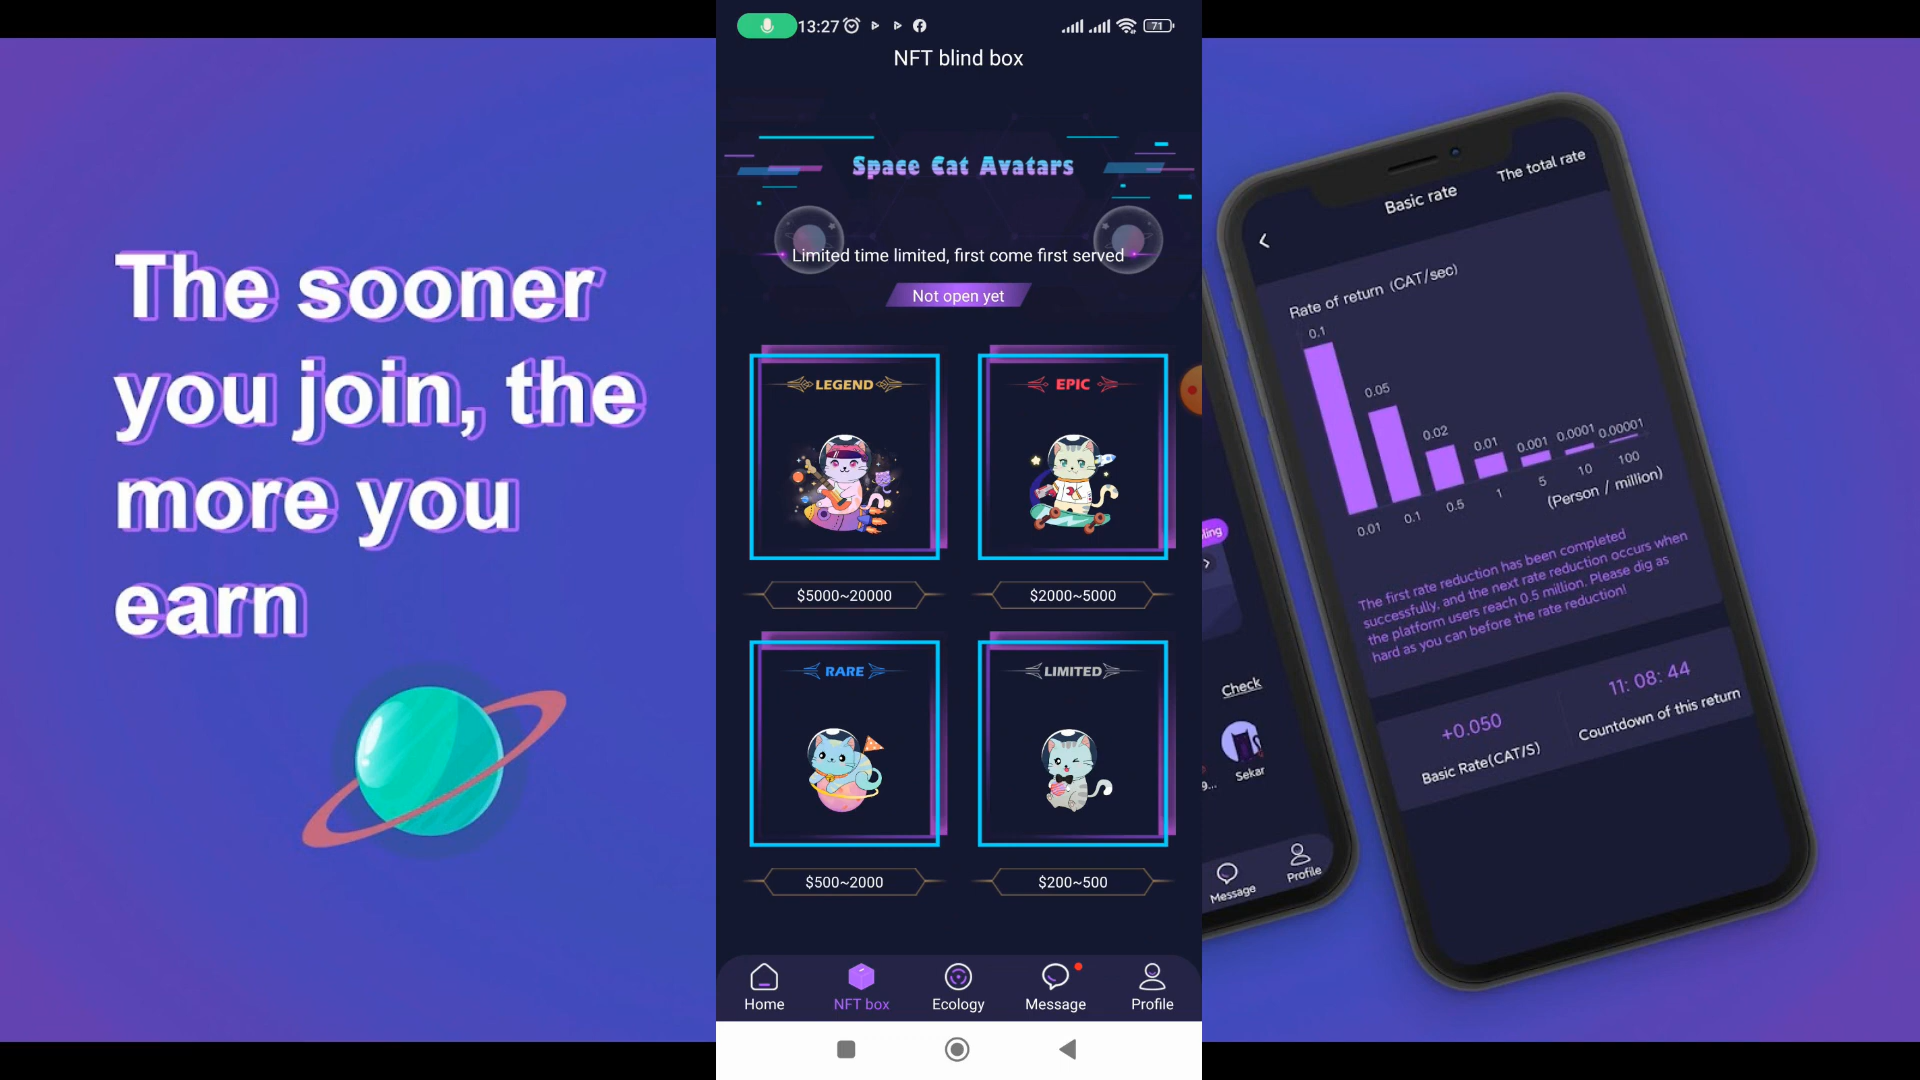 The sooner
you join, the
more you
earn
13:27
71
NFT blind box
Space Cat Avatars
Limited time limited, first come first served
Not open yet
LEGEND
EPIC
$5000~20000
$2000~5000
RARE
LIMITED
$500~2000
$200~500
Home
NFT box
Ecology
Message
Profile
Basic rate
The total rate
Rate of return (CAT/sec)
0.1
0.05
0.02
0.01
0.001
0.0001
0.00001
0.01
0.1
0.5
1
5
10
100
(Person / million)
The first rate reduction has been completed
successfully, and the next rate reduction occurs when
the platform users reach 0.5 million. Please dig as
hard as you can before the rate reduction!
+0.050
11: 08: 44
Basic Rate(CAT/S)
Countdown of this return
Check
9...
Sekar
Message
Profile